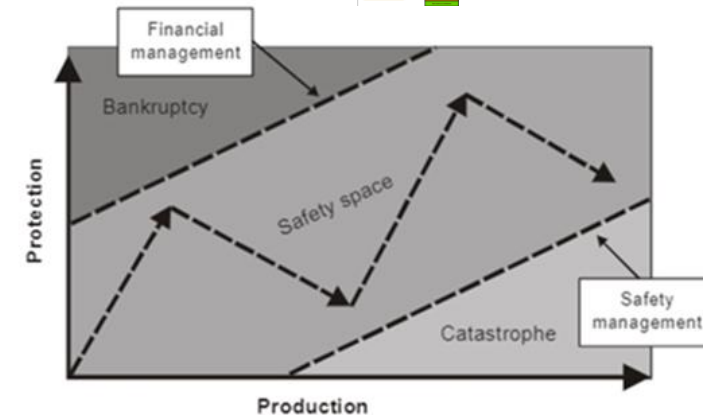 Financial
management
Bankruptcy
Protection
Safety space
Safety
management
Catastrophe
Production